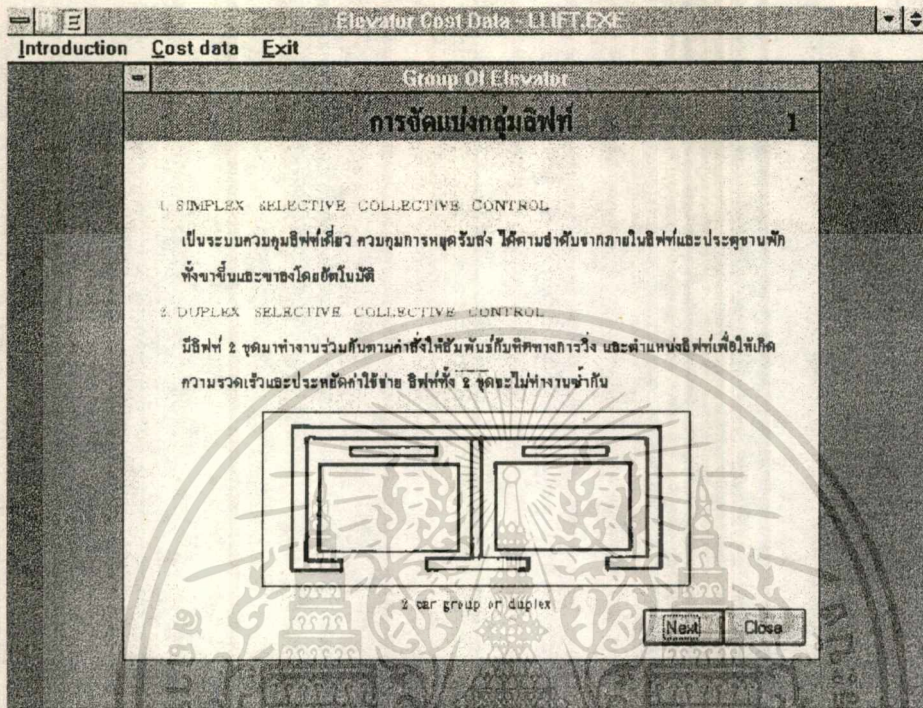 Elevator Cost Data - LLIFT.EXE
Introduction Cost data Exit
Group Of Elevator
การจัดแบ่งกลุ่มลิฟท์ 1
1. SIMPLEX SELECTIVE COLLECTIVE CONTROL
เป็นระบบควบคุมลิฟท์เดี่ยว ควบคุมการหยุดรับส่ง ได้ตามลำดับจากภายในลิฟท์และประตูชานพัก
ทั้งขาขึ้นและขาลงโดยอัตโนมัติ
2. DUPLEX SELECTIVE COLLECTIVE CONTROL
มีลิฟท์ 2 ชุดมาทำงานร่วมกันตามคำสั่งให้สัมพันธ์กับทิศทางการวิ่ง และตำแหน่งลิฟท์เพื่อให้เกิด
ความรวดเร็วและประหยัดค่าใช้จ่าย ลิฟท์ทั้ง 2 ชุดจะไม่ทำงานซ้ำกัน
2 car group or duplex
Next Close